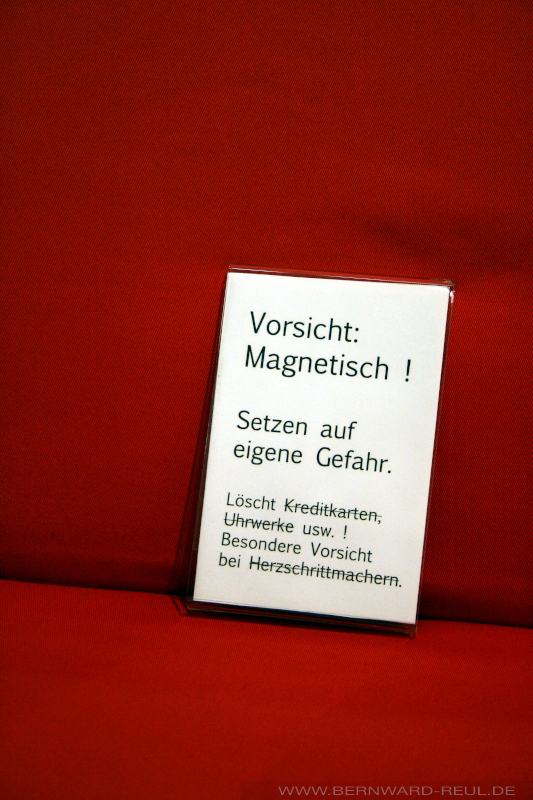 Vorsicht:
Magnetisch !
Setzen auf
eigene Gefahr.
Löscht Kreditkarten,
Uhrwerke usw. !
Besondere Vorsicht
bei Herzschrittmachern.
WWW.BERNWARD-REUL.DE